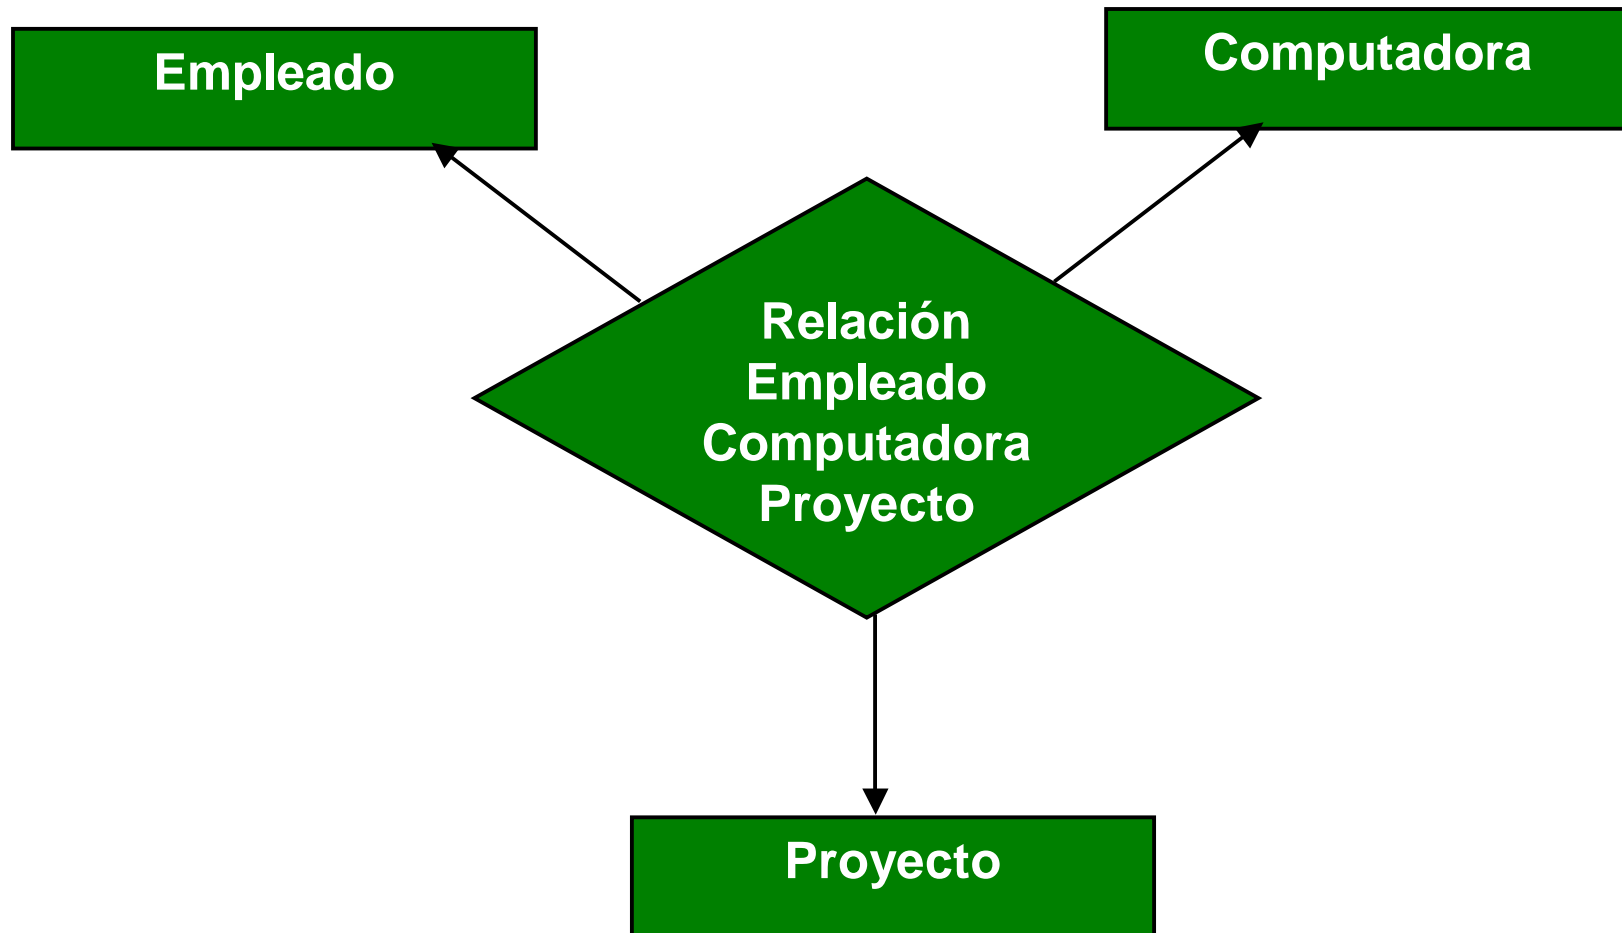 Empleado
Computadora
Relación
Empleado
Computadora
Proyecto
Proyecto